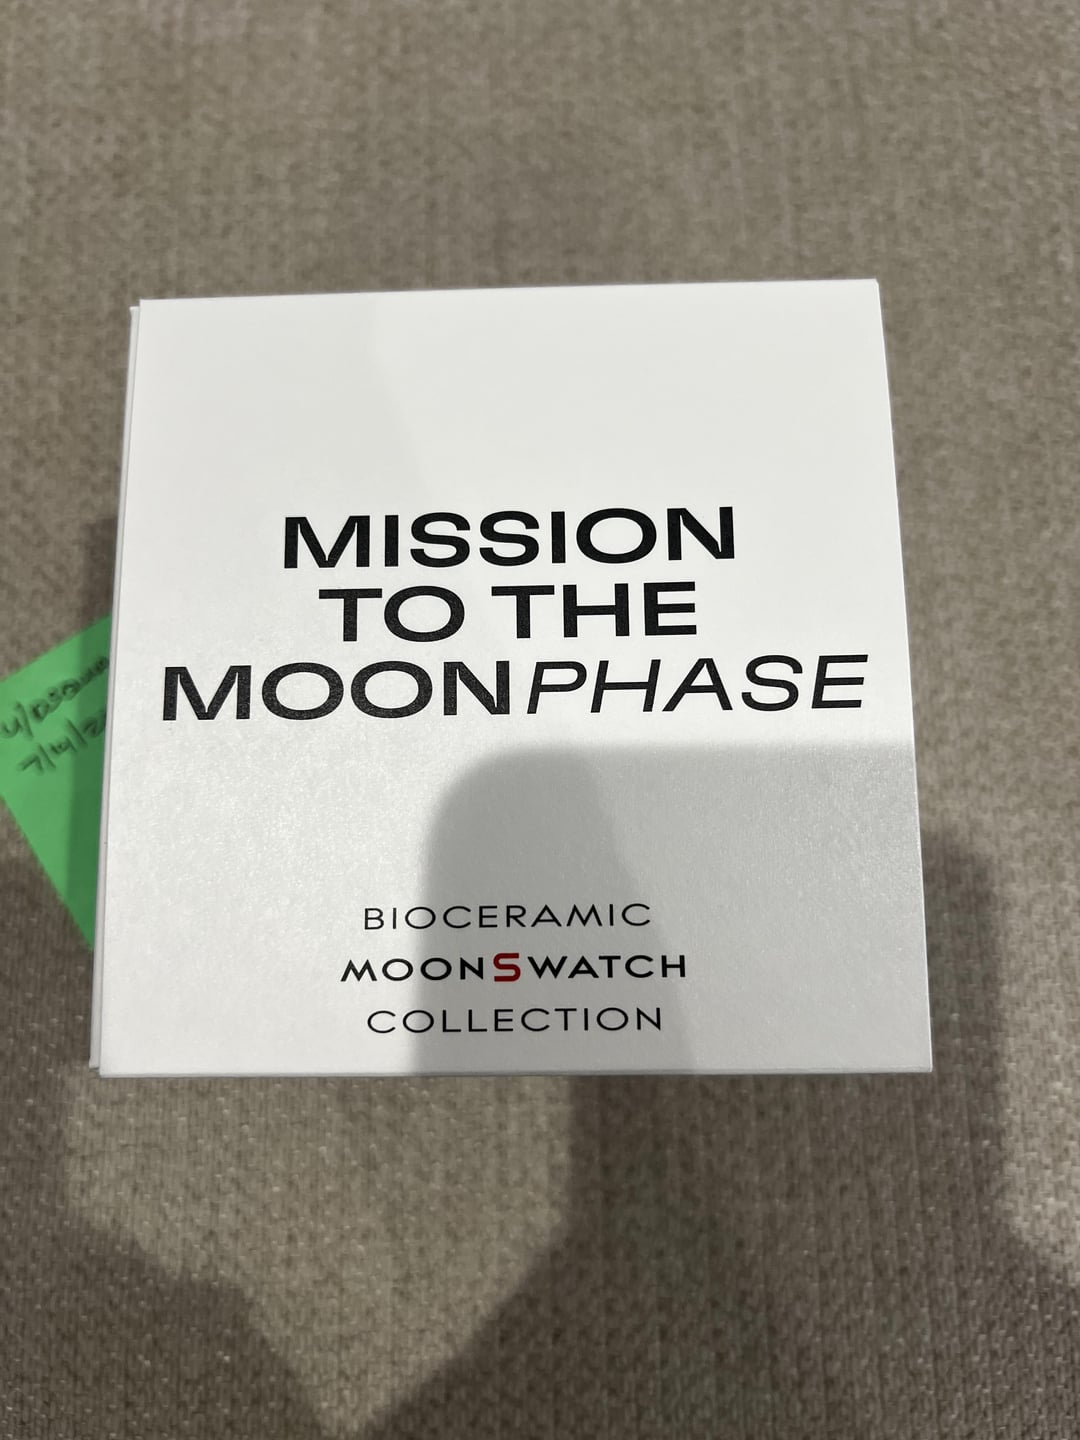 MISSION
TO THE
MOONPHASE
BIOCERAMIC
MOONSWATCH
COLLECTION